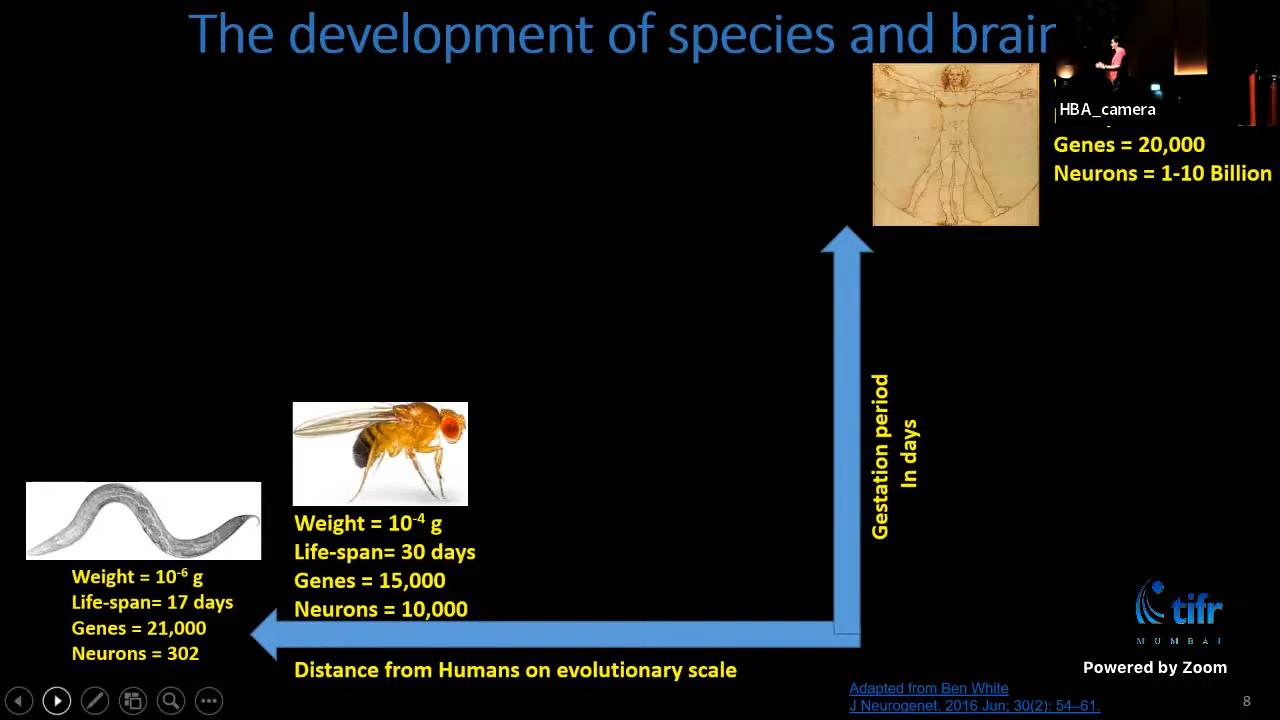 The development of species and brain
HBA_camera
Genes = 20,000
Neurons = 1-10 Billion
Gestation period
In days
Weight = 10-4 g
Life-span= 30 days
Genes = 15,000
Neurons = 10,000
Weight = 10-6 g
Life-span= 17 days
Genes = 21,000
Neurons = 302
Distance from Humans on evolutionary scale
tifr
MUMBAI
Powered by Zoom
Adapted from Ben White
J Neurogenet. 2016 Jun; 30(2): 54–61.
8